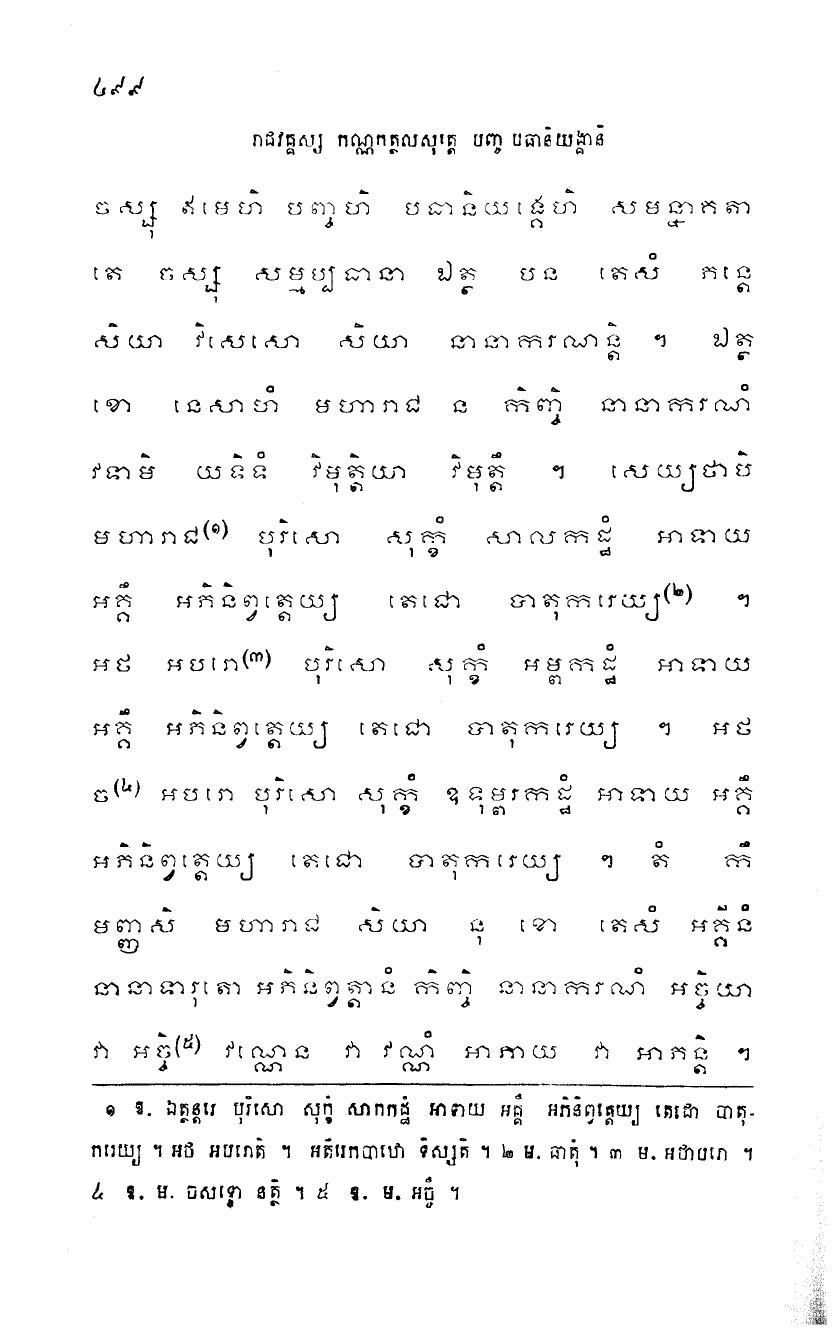 ៤៩៩
រាជវគ្គស្ស កណ្ណកត្ថលសុត្តេ បញ្ច បធានិយង្គានិ
ចស្សុ ឥមេហិ បញ្ចហិ បធានិយង្គេហិ សមន្នាគតា
តេ ចស្សុ សម្មប្បធានា ឯត្ថ បន តេសំ ភន្តេ
សិយា វិសេសោ សិយា នានាករណន្តិ ។ ឯត្ថ
ខោ នេសាហំ មហារាជ ន កិញ្ចិ នានាករណំ
វទាមិ យទិទំ វិមុត្តិយា វិមុត្តឹ ។ សេយ្យថាបិ
មហារាជ(១) បុរិសោ សុក្ខំ សាលកដ្ឋំ អាទាយ
អគ្គឹ អភិនិព្វត្តេយ្យ តេជោ បាតុករេយ្យ(២) ។
អថ អបរោ(៣) បុរិសោ សុក្ខំ អម្ពកដ្ឋំ អាទាយ
អគ្គឹ អភិនិព្វត្តេយ្យ តេជោ បាតុករេយ្យ ។ អថ
ច(៤) អបរោ បុរិសោ សុក្ខំ ឧទុម្ពរកដ្ឋំ អាទាយ អគ្គឹ
អភិនិព្វត្តេយ្យ តេជោ បាតុករេយ្យ ។ តំ កឹ
មញ្ញសិ មហារាជ សិយា នុ ខោ តេសំ អគ្គីនំ
នានាទារុតោ អភិនិព្វត្តានំ កិញ្ចិ នានាករណំ អច្ចិយា
វា អច្ចិ(៥) វណ្ណេន វា វណ្ណំ អាភាយ វា អាភន្តិ ។
១ ឱ. ឯត្ថន្តរេ បុរិសោ សុក្ខំ សាកកដ្ឋំ អាទាយ អគ្គឹ អភិនិព្វត្តេយ្យ តេជោ បាតុ-
ករេយ្យ ។ អថ អបរោតិ ។ អតិរេកបាឋោ ទិស្សតិ ។ ២ ម. ធាតុំ ។ ៣ ម. អថាបរោ ។
៤ ឱ. ម. ចសទ្ទោ នត្ថិ ។ ៥ ឱ. ម. អច្ចឹ ។